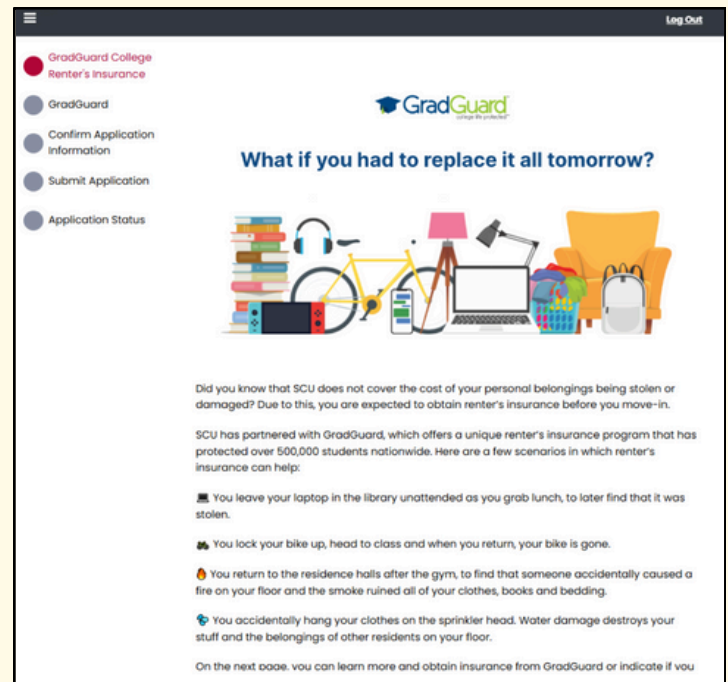 Log Out
GradGuard College
Renter's Insurance
GradGuard
Confirm Application
Information
Submit Application
Application Status
GradGuard
college life protected
What if you had to replace it all tomorrow?
Did you know that SCU does not cover the cost of your personal belongings being stolen or
damaged? Due to this, you are expected to obtain renter's insurance before you move-in.
SCU has partnered with GradGuard, which offers a unique renter's insurance program that has
protected over 500,000 students nationwide. Here are a few scenarios in which renter's
insurance can help:
You leave your laptop in the library unattended as you grab lunch, to later find that it was
stolen.
You lock your bike up, head to class and when you return, your bike is gone.
You return to the residence halls after the gym, to find that someone accidentally caused a
fire on your floor and the smoke ruined all of your clothes, books and bedding.
You accidentally hang your clothes on the sprinkler head. Water damage destroys your
stuff and the belongings of other residents on your floor.
On the next page, you can learn more and obtain insurance from GradGuard or indicate if you